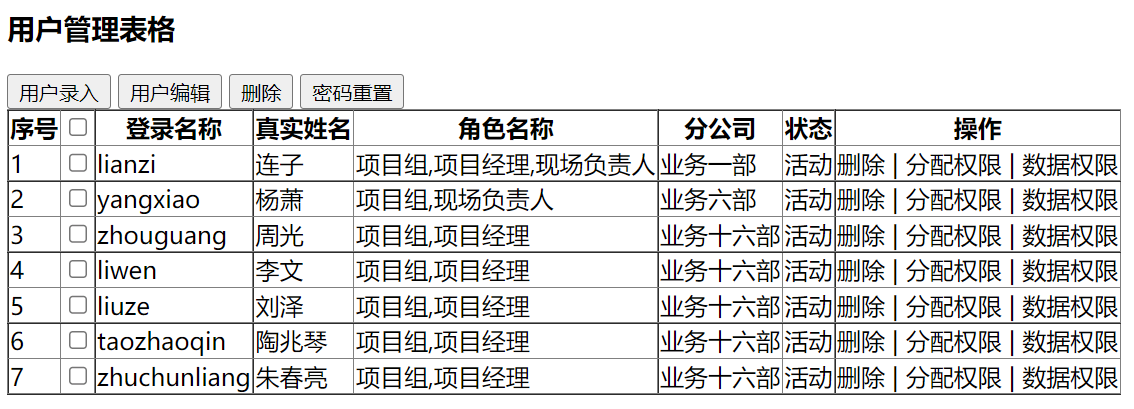 用户管理表格
用户录入 用户编辑 删除 密码重置
序号 登录名称 真实姓名 角色名称 分公司 状态 操作
1 lianzi 连子 项目组,项目经理,现场负责人 业务一部 活动 删除 | 分配权限 | 数据权限
2 yangxiao 杨萧 项目组,现场负责人 业务六部 活动 删除 | 分配权限 | 数据权限
3 zhouguang 周光 项目组,项目经理 业务十六部 活动 删除 | 分配权限 | 数据权限
4 liwen 李文 项目组,项目经理 业务十六部 活动 删除 | 分配权限 | 数据权限
5 liuze 刘泽 项目组,项目经理 业务十六部 活动 删除 | 分配权限 | 数据权限
6 taozhaoqin 陶兆琴 项目组,项目经理 业务十六部 活动 删除 | 分配权限 | 数据权限
7 zhuchunliang 朱春亮 项目组,项目经理 业务十六部 活动 删除 | 分配权限 | 数据权限